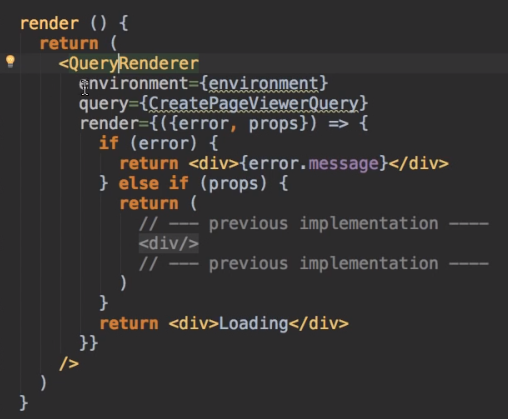 render () {
return (
<QueryRenderer
environment={environment}
query={CreatePageViewerQuery}
render={({error, props}) => {
if (error) {
return <div>{error.message}</div>
} else if (props) {
return (
// ––– previous implementation ––––
<div/>
// ––– previous implementation ––––
)
}
return <div>Loading</div>
}}
/>
)
}